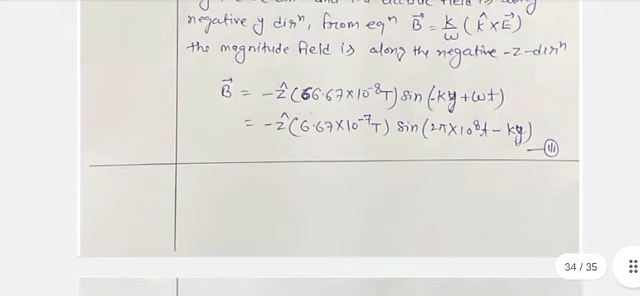 negative y dirⁿ, from eqⁿ B⃗ = k/ω (k̂ × E⃗)
the magnitude field is along the negative -z-dirⁿ
B⃗ = -ẑ(66.67×10⁻⁸T) sin(-ky+ωt)
= -ẑ(6.67×10⁻⁷T) sin(2π×10⁸t - ky)
(III)
34 / 35